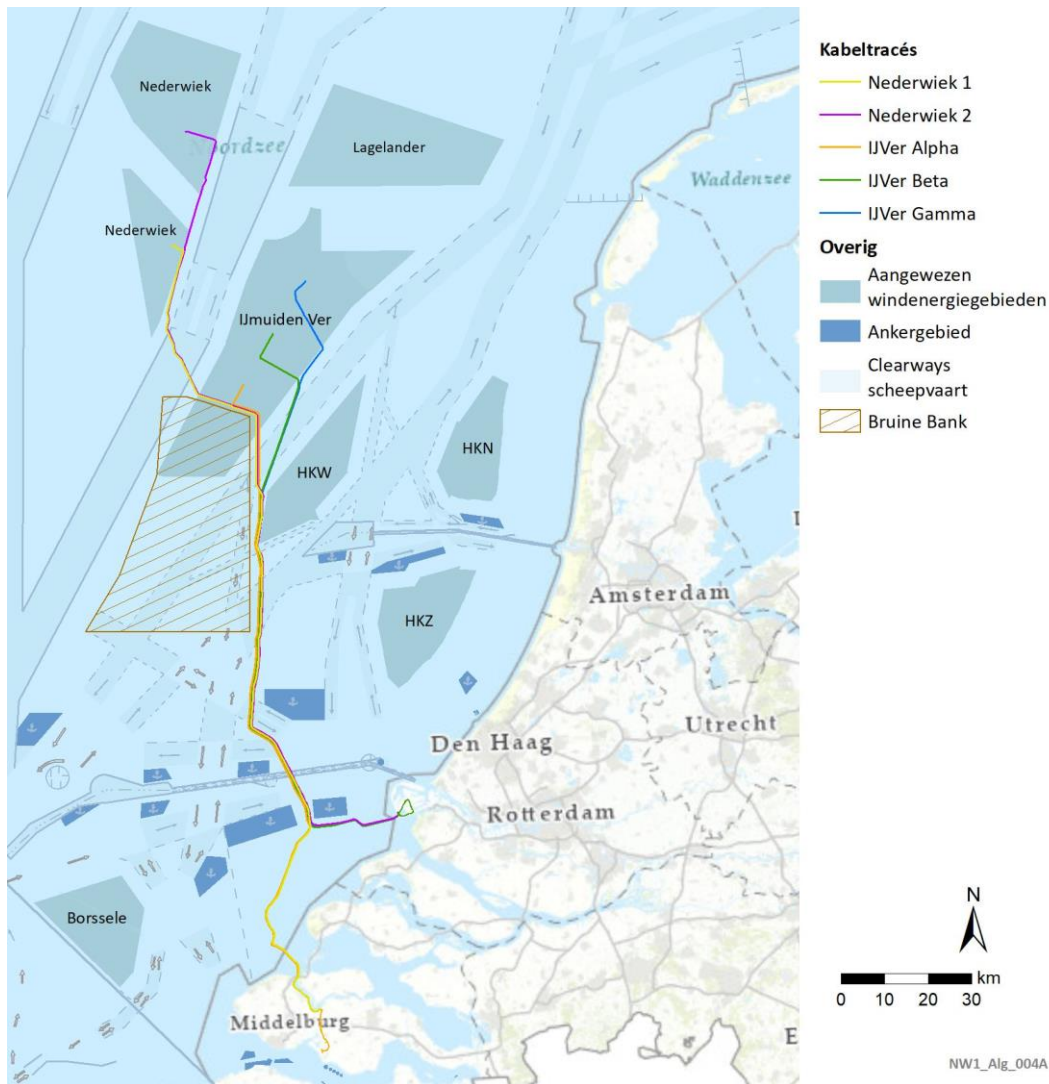 Nederwiek
Noordzee
Lagelander
Waddenzee
Nederwiek
IJmuiden Ver
HKW
HKN
HKZ
Amsterdam
Utrecht
Den Haag
Rotterdam
Borssele
Middelburg
E
Kabeltracés
Nederwiek 1
Nederwiek 2
IJVer Alpha
IJVer Beta
IJVer Gamma
Overig
Aangewezen
windenergiegebieden
Ankergebied
Clearways
scheepvaart
Bruine Bank
N
km
0 10 20 30
NW1_Alg_004A